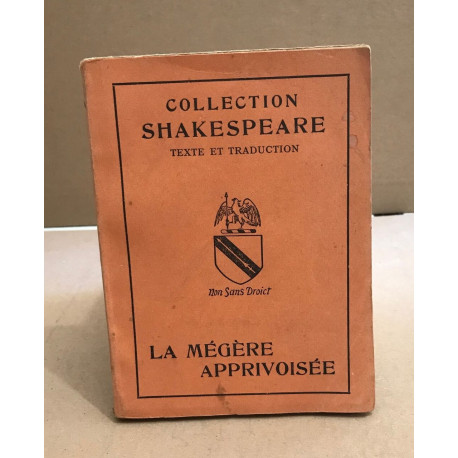 COLLECTION
SHAKESPEARE
TEXTE ET TRADUCTION
Non Sans Droict
LA MÉGÈRE
APPRIVOISÉE